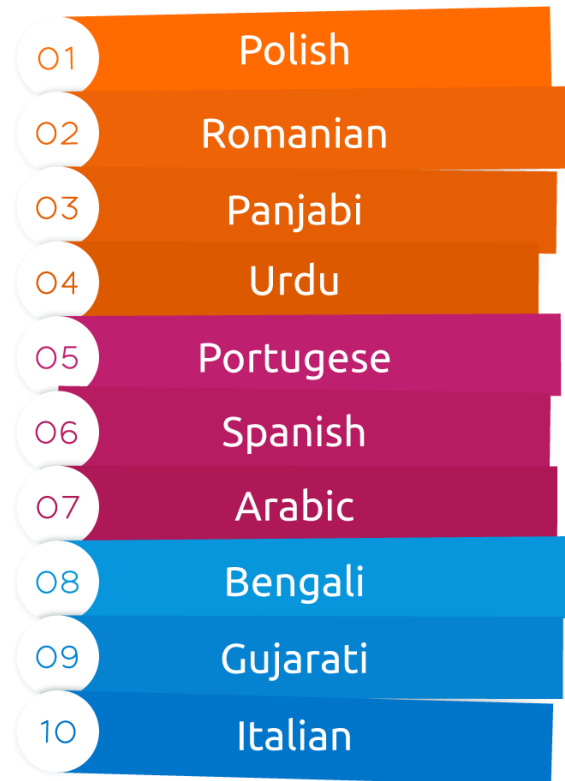 01 Polish
02 Romanian
03 Panjabi
04 Urdu
05 Portugese
06 Spanish
07 Arabic
08 Bengali
09 Gujarati
10 Italian